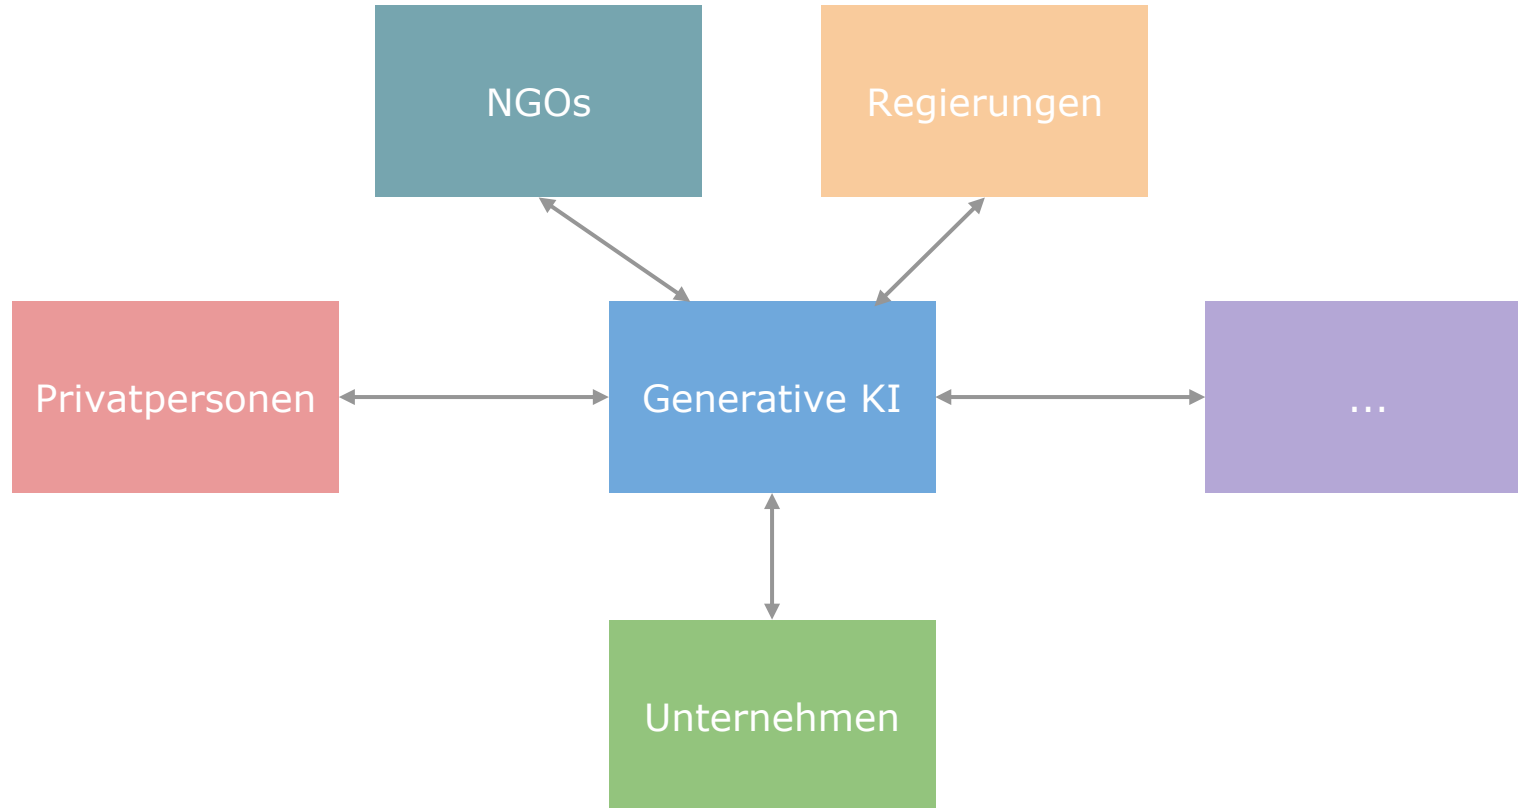 NGOs
Regierungen
Privatpersonen
Generative KI
...
Unternehmen